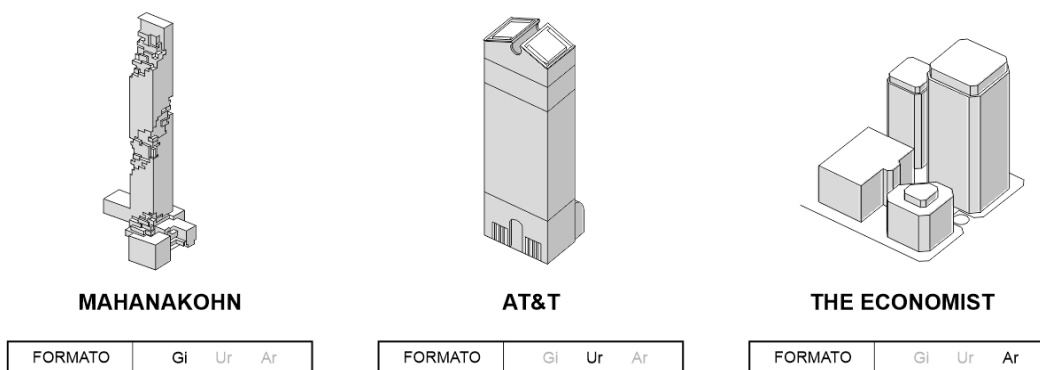 MAHANAKOHN
AT&T
THE ECONOMIST
FORMATO Gi Ur Ar
FORMATO Gi Ur Ar
FORMATO Gi Ur Ar